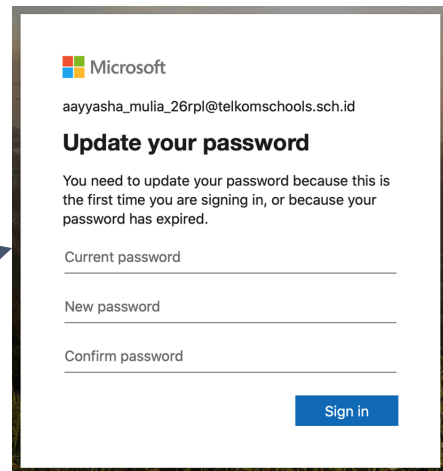 Microsoft
aayyasha_mulia_26rpl@telkomschools.sch.id
Update your password
You need to update your password because this is
the first time you are signing in, or because your
password has expired.
Current password
New password
Confirm password
Sign in